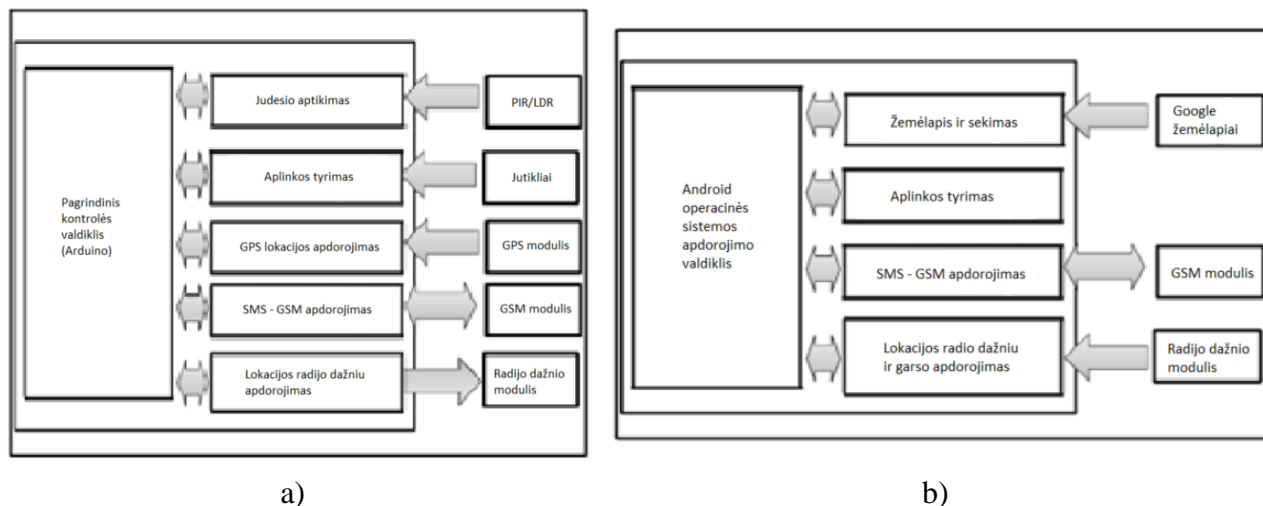 Pagrindinis
kontrolės
valdiklis
(Arduino)
Judesio aptikimas
PIR/LDR
Aplinkos tyrimas
Jutikliai
GPS lokacijos apdorojimas
GPS modulis
SMS - GSM apdorojimas
GSM modulis
Lokacijos radijo dažniu
apdorojimas
Radijo dažnio
modulis
a)
Android
operacinės
sistemos
apdorojimo
valdiklis
Žemėlapis ir sekimas
Google
žemėlapiai
Aplinkos tyrimas
SMS - GSM apdorojimas
GSM modulis
Lokacijos radio dažniu
ir garso apdorojimas
Radijo dažnio
modulis
b)